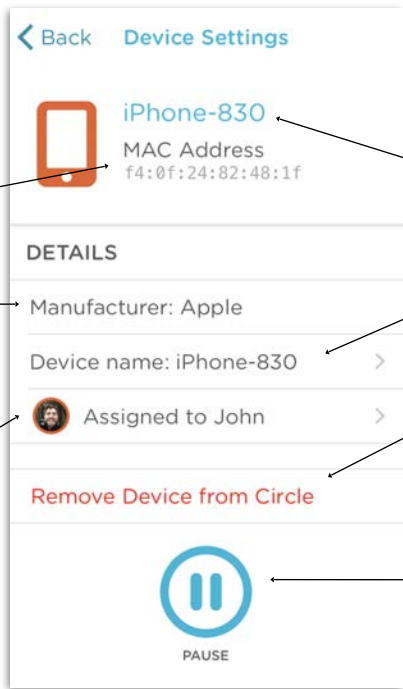 Back Device Settings
iPhone-830
MAC Address
f4:0f:24:82:48:1f
DETAILS
Manufacturer: Apple
Device name: iPhone-830
Assigned to John
Remove Device from Circle
PAUSE